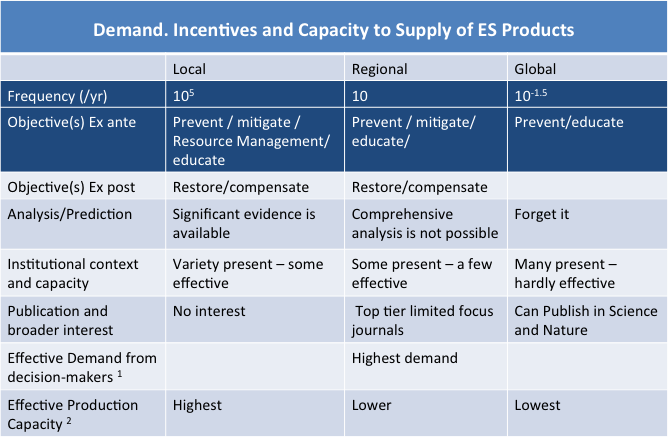 Demand. Incentives and Capacity to Supply of ES Products
Local Regional Global
Frequency (/yr) 10⁵ 10 10⁻¹·⁵
Objective(s) Ex ante Prevent / mitigate / Prevent / mitigate/ Prevent/educate
Resource Management/ educate/
educate
Objective(s) Ex post Restore/compensate Restore/compensate
Analysis/Prediction Significant evidence is Comprehensive Forget it
available analysis is not possible
Institutional context Variety present – some Some present – a few Many present –
and capacity effective effective hardly effective
Publication and No interest Top tier limited focus Can Publish in Science
broader interest journals and Nature
Effective Demand from Highest demand
decision-makers ¹
Effective Production Highest Lower Lowest
Capacity ²